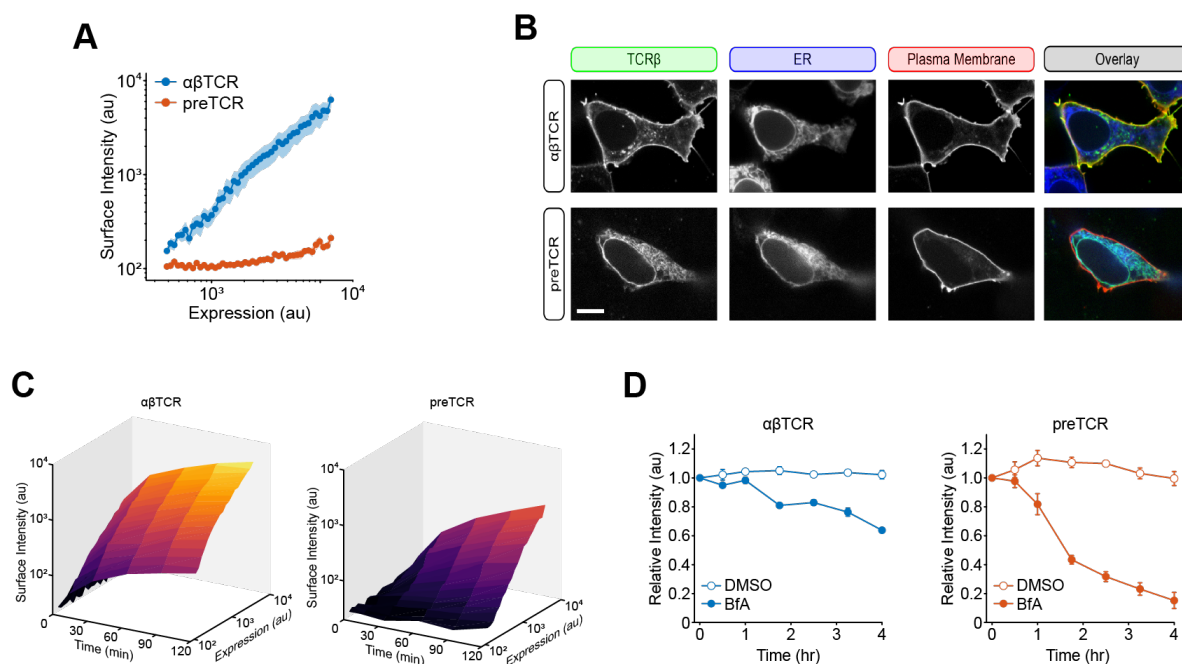 A
αβTCR
preTCR
Surface Intensity (au)
10⁴
10³
10²
10³
10⁴
Expression (au)
B
TCRβ
ER
Plasma Membrane
Overlay
αβTCR
preTCR
C
αβTCR
Surface Intensity (au)
10⁴
10³
10²
0
30
60
90
120
Time (min)
10²
10³
10⁴
Expression (au)
preTCR
Surface Intensity (au)
10⁴
10³
10²
0
30
60
90
120
Time (min)
10²
10³
10⁴
Expression (au)
D
αβTCR
Relative Intensity (au)
1.2
1.0
0.8
0.6
0.4
0.2
0
DMSO
BfA
0
1
2
3
4
Time (hr)
preTCR
Relative Intensity (au)
1.2
1.0
0.8
0.6
0.4
0.2
0
DMSO
BfA
0
1
2
3
4
Time (hr)